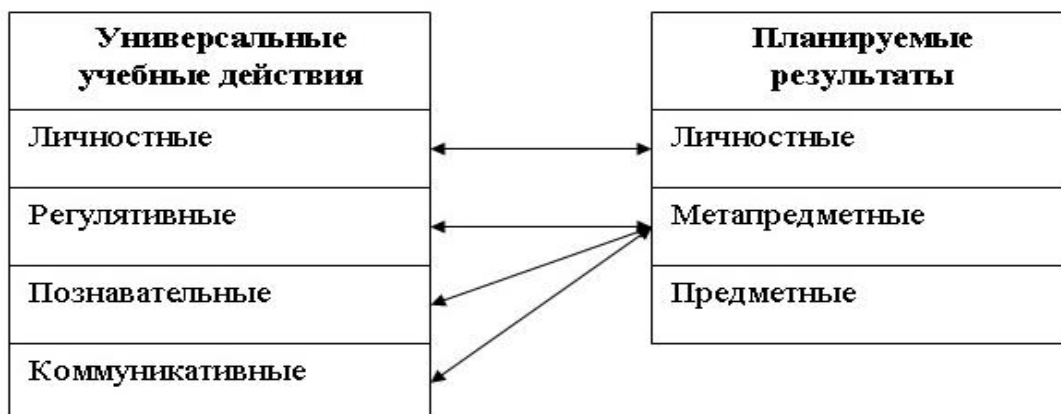 Универсальные
учебные действия
Личностные
Регулятивные
Познавательные
Коммуникативные
Планируемые
результаты
Личностные
Метапредметные
Предметные